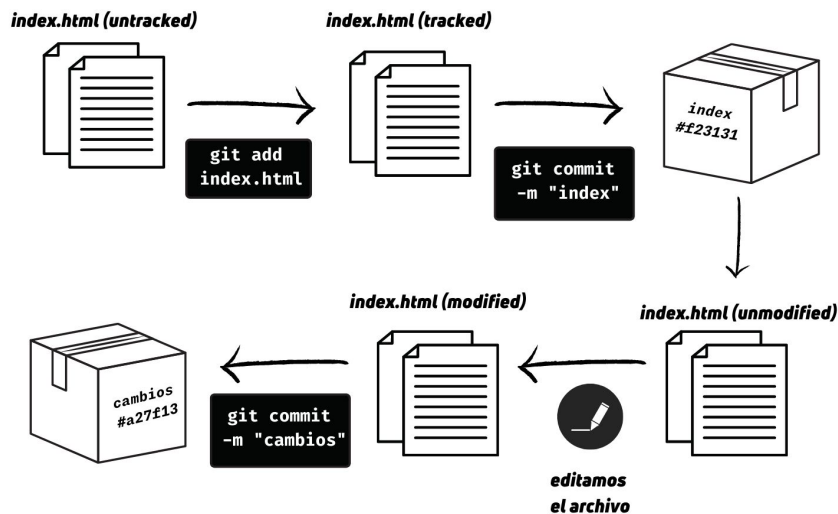 index.html (untracked)
index.html (tracked)
git add
index.html
git commit
-m "index"
index
#f23131
index.html (unmodified)
editamos
el archivo
index.html (modified)
git commit
-m "cambios"
cambios
#a27f13